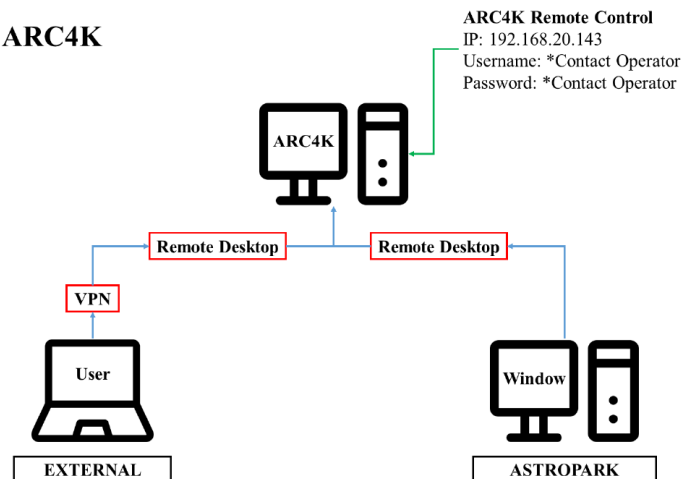 ARC4K
ARC4K Remote Control
IP: 192.168.20.143
Username: *Contact Operator
Password: *Contact Operator
ARC4K
Remote Desktop
Remote Desktop
VPN
User
Window
EXTERNAL
ASTROPARK